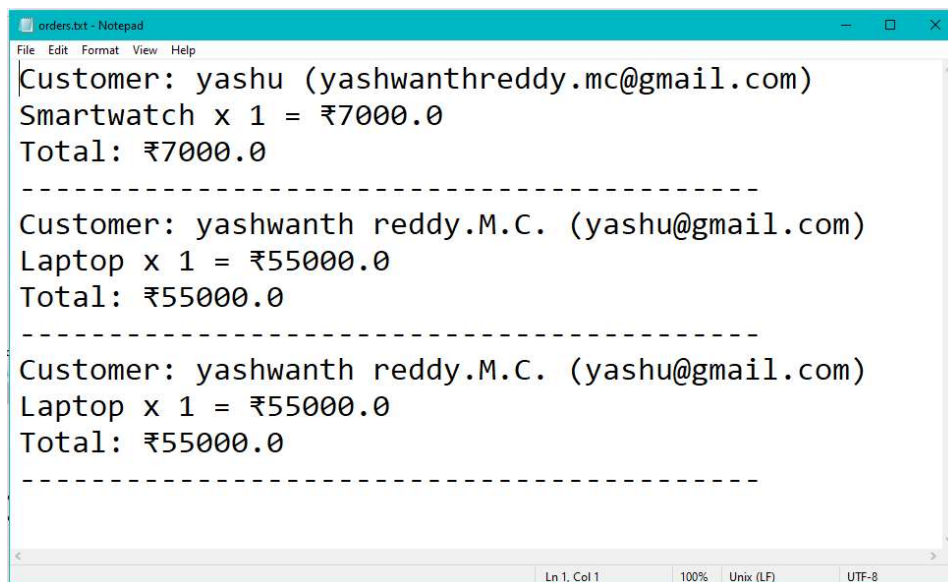 orders.txt - Notepad
File Edit Format View Help
Customer: yashu (yashwanthreddy.mc@gmail.com)
Smartwatch x 1 = ₹7000.0
Total: ₹7000.0
------------------------------------------
Customer: yashwanth reddy.M.C. (yashu@gmail.com)
Laptop x 1 = ₹55000.0
Total: ₹55000.0
------------------------------------------
Customer: yashwanth reddy.M.C. (yashu@gmail.com)
Laptop x 1 = ₹55000.0
Total: ₹55000.0
------------------------------------------
Ln 1, Col 1 100% Unix (LF) UTF-8